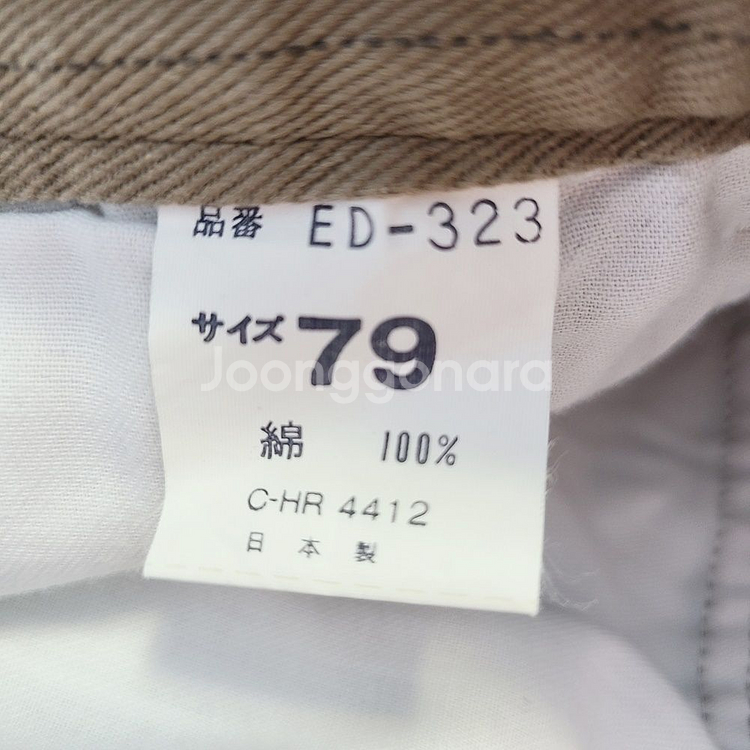 品番 ED-323
サイズ 79
Joonggonara
綿 100%
C-HR 4412
日本製